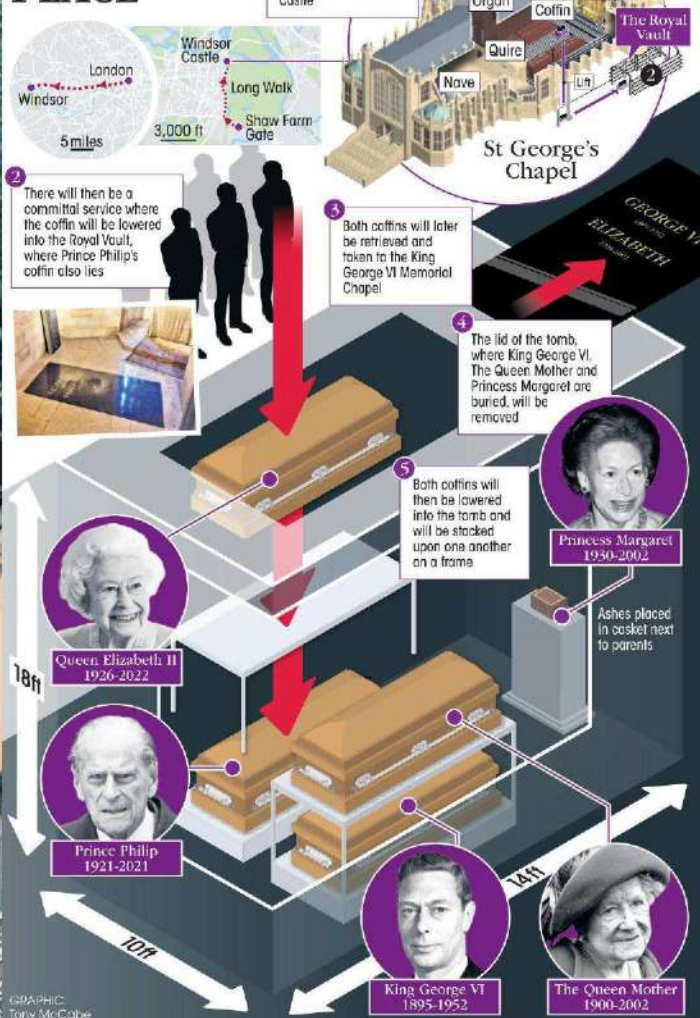 PLACE
Castle
Organ
Coffin
The Royal
Vault
2
Quire
Lift
Nave
St George's
Chapel
London
Windsor
5 miles
Windsor
Castle
Long Walk
Shaw Farm
Gate
3,000 ft
2
There will then be a
committal service where
the coffin will be lowered
into the Royal Vault,
where Prince Philip's
coffin also lies
3
Both coffins will later
be retrieved and
taken to the King
George VI Memorial
Chapel
GEORGE VI
ELIZABETH
4
The lid of the tomb,
where King George VI,
The Queen Mother and
Princess Margaret are
buried, will be
removed
5
Both coffins will
then be lowered
into the tomb and
will be stacked
upon one another
on a frame
Princess Margaret
1930-2002
Ashes placed
in casket next
to parents
Queen Elizabeth II
1926-2022
18ft
Prince Philip
1921-2021
10ft
14ft
King George VI
1895-1952
The Queen Mother
1900-2002
GRAPHIC:
Tony McCabe